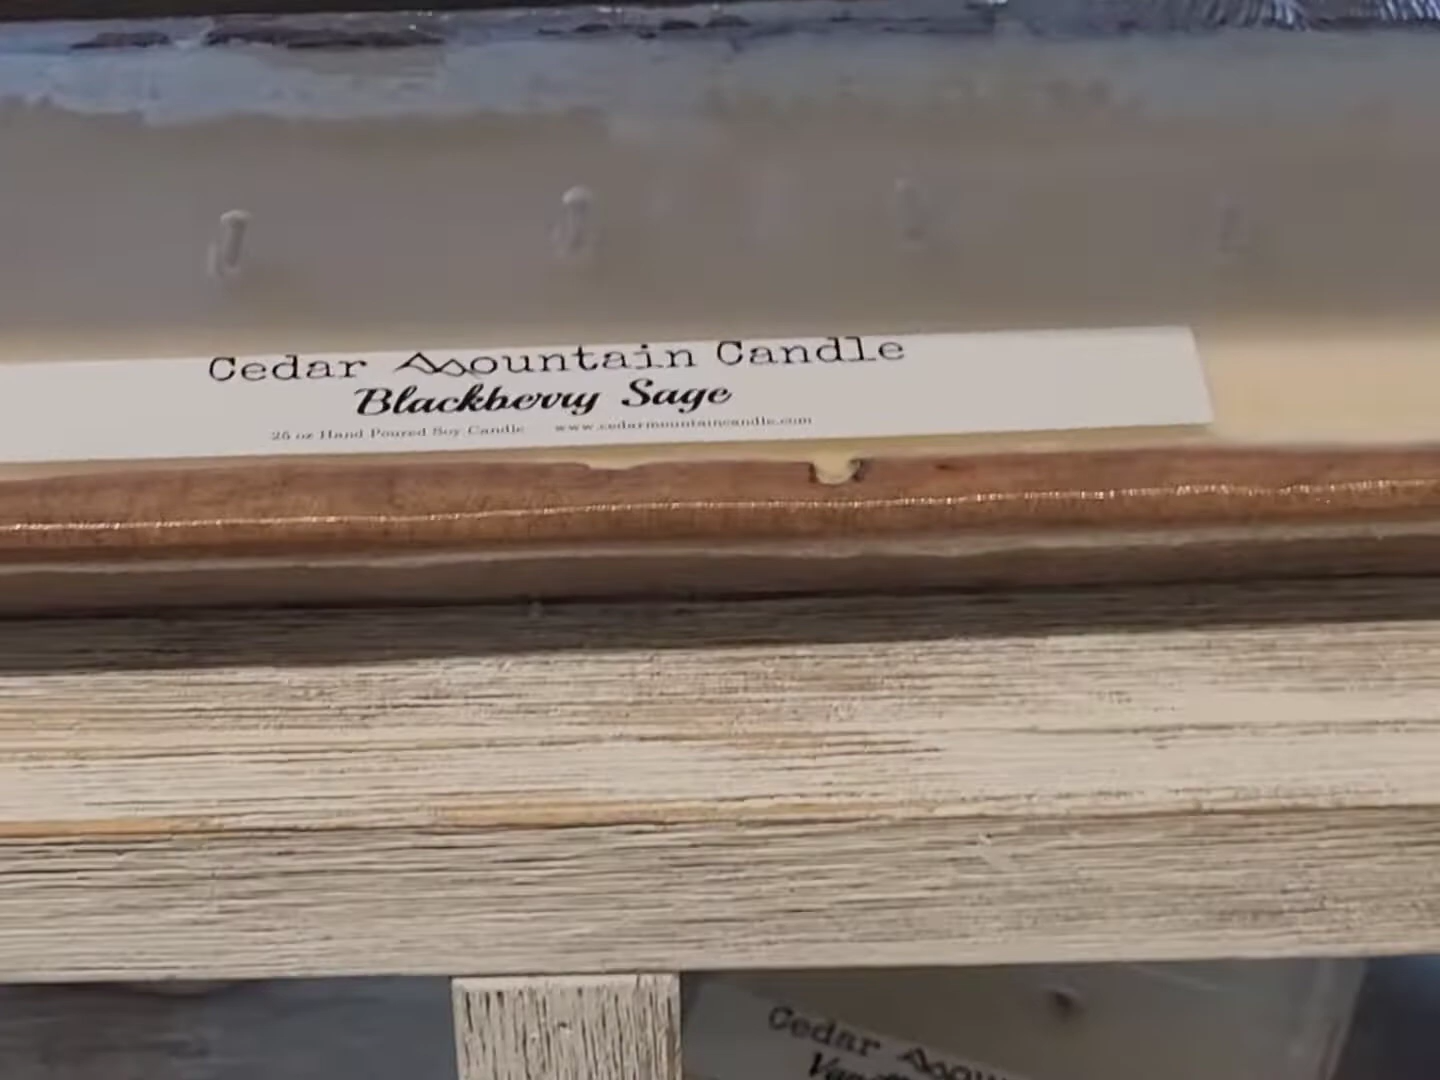 Cedar Mountain Candle
Blackberry Sage
26 oz Hand Poured Soy Candle www.cedarmountaincandle.com
Cedar